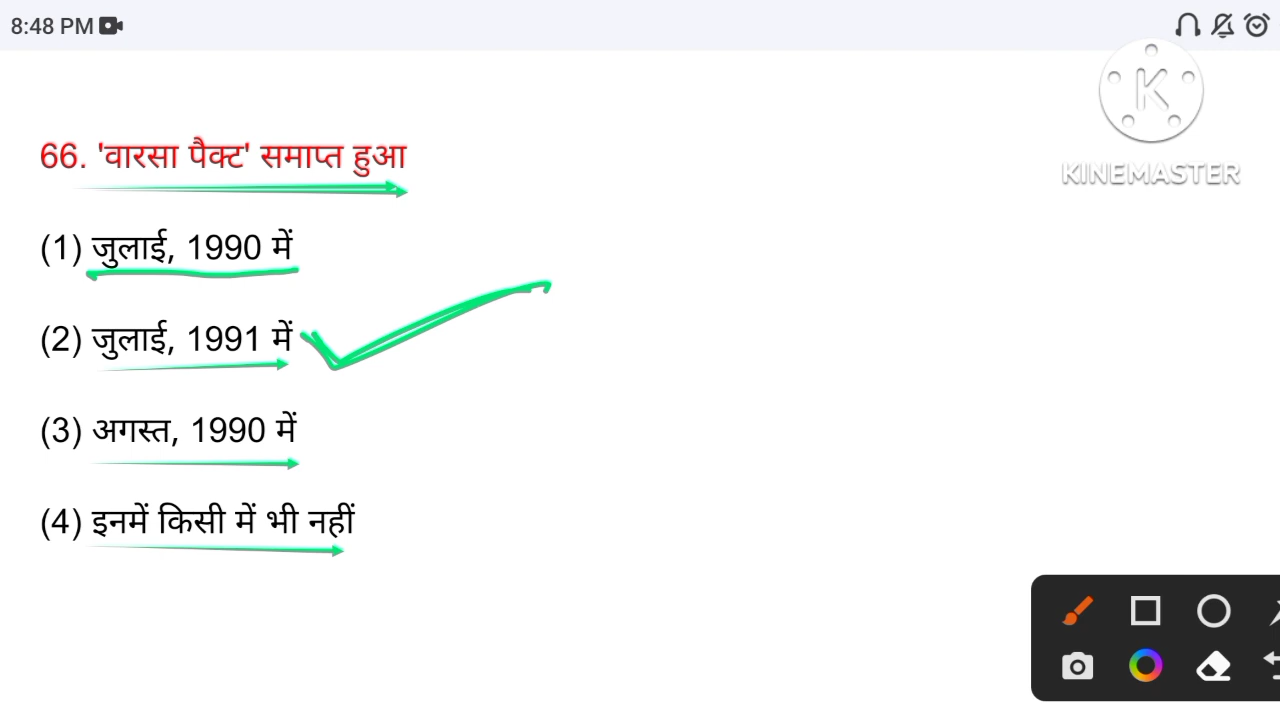 8:48 PM
KINEMASTER
66. 'वारसा पैक्ट' समाप्त हुआ
(1) जुलाई, 1990 में
(2) जुलाई, 1991 में
(3) अगस्त, 1990 में
(4) इनमें किसी में भी नहीं